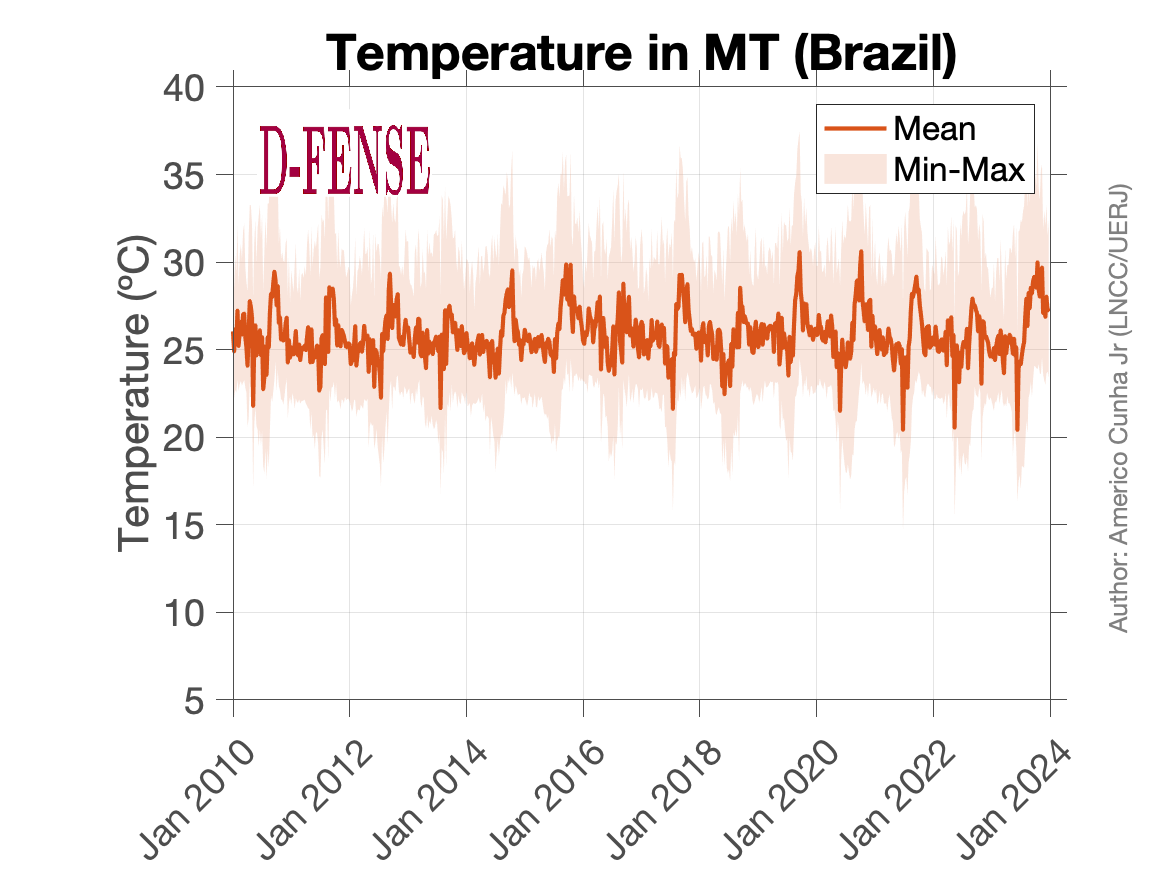 Temperature in MT (Brazil)
D-FENSE
Mean
Min-Max
Temperature (ºC)
40
35
30
25
20
15
10
5
Jan 2010
Jan 2012
Jan 2014
Jan 2016
Jan 2018
Jan 2020
Jan 2022
Jan 2024
Author: Americo Cunha Jr (LNCC/UERJ)